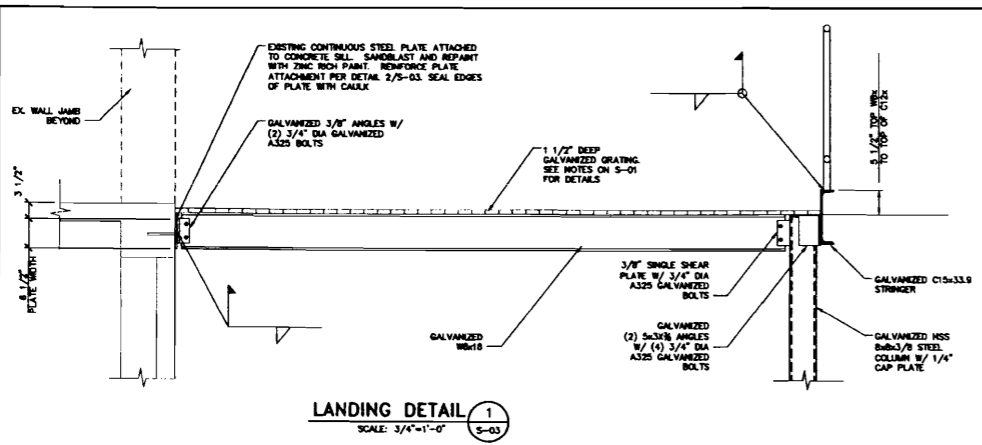 EXISTING CONTINUOUS STEEL PLATE ATTACHED
TO CONCRETE SILL. SANDBLAST AND REPAINT
WITH ZINC RICH PAINT. REINFORCE PLATE
ATTACHMENT PER DETAIL 2/S-03. SEAL EDGES
OF PLATE WITH CAULK
EX. WALL JAMB
BEYOND
GALVANIZED 3/8" ANGLES W/
(2) 3/4" DIA GALVANIZED
A325 BOLTS
1 1/2" DEEP
GALVANIZED GRATING.
SEE NOTES ON S-01
FOR DETAILS
5 1/2" TOP W8x
TO TOP OF C12x
3 1/2"
6 1/2"
PLATE WIDTH
3/8" SINGLE SHEAR
PLATE W/ 3/4" DIA
A325 GALVANIZED
BOLTS
GALVANIZED C15x33.9
STRINGER
GALVANIZED
W8x18
GALVANIZED
(2) ANGLES
W/ (4) 3/4" DIA
A325 GALVANIZED
BOLTS
GALVANIZED HSS
8x8x3/8 STEEL
COLUMN W/ 1/4"
CAP PLATE
LANDING DETAIL 1
SCALE: 3/4"=1'-0" S-03